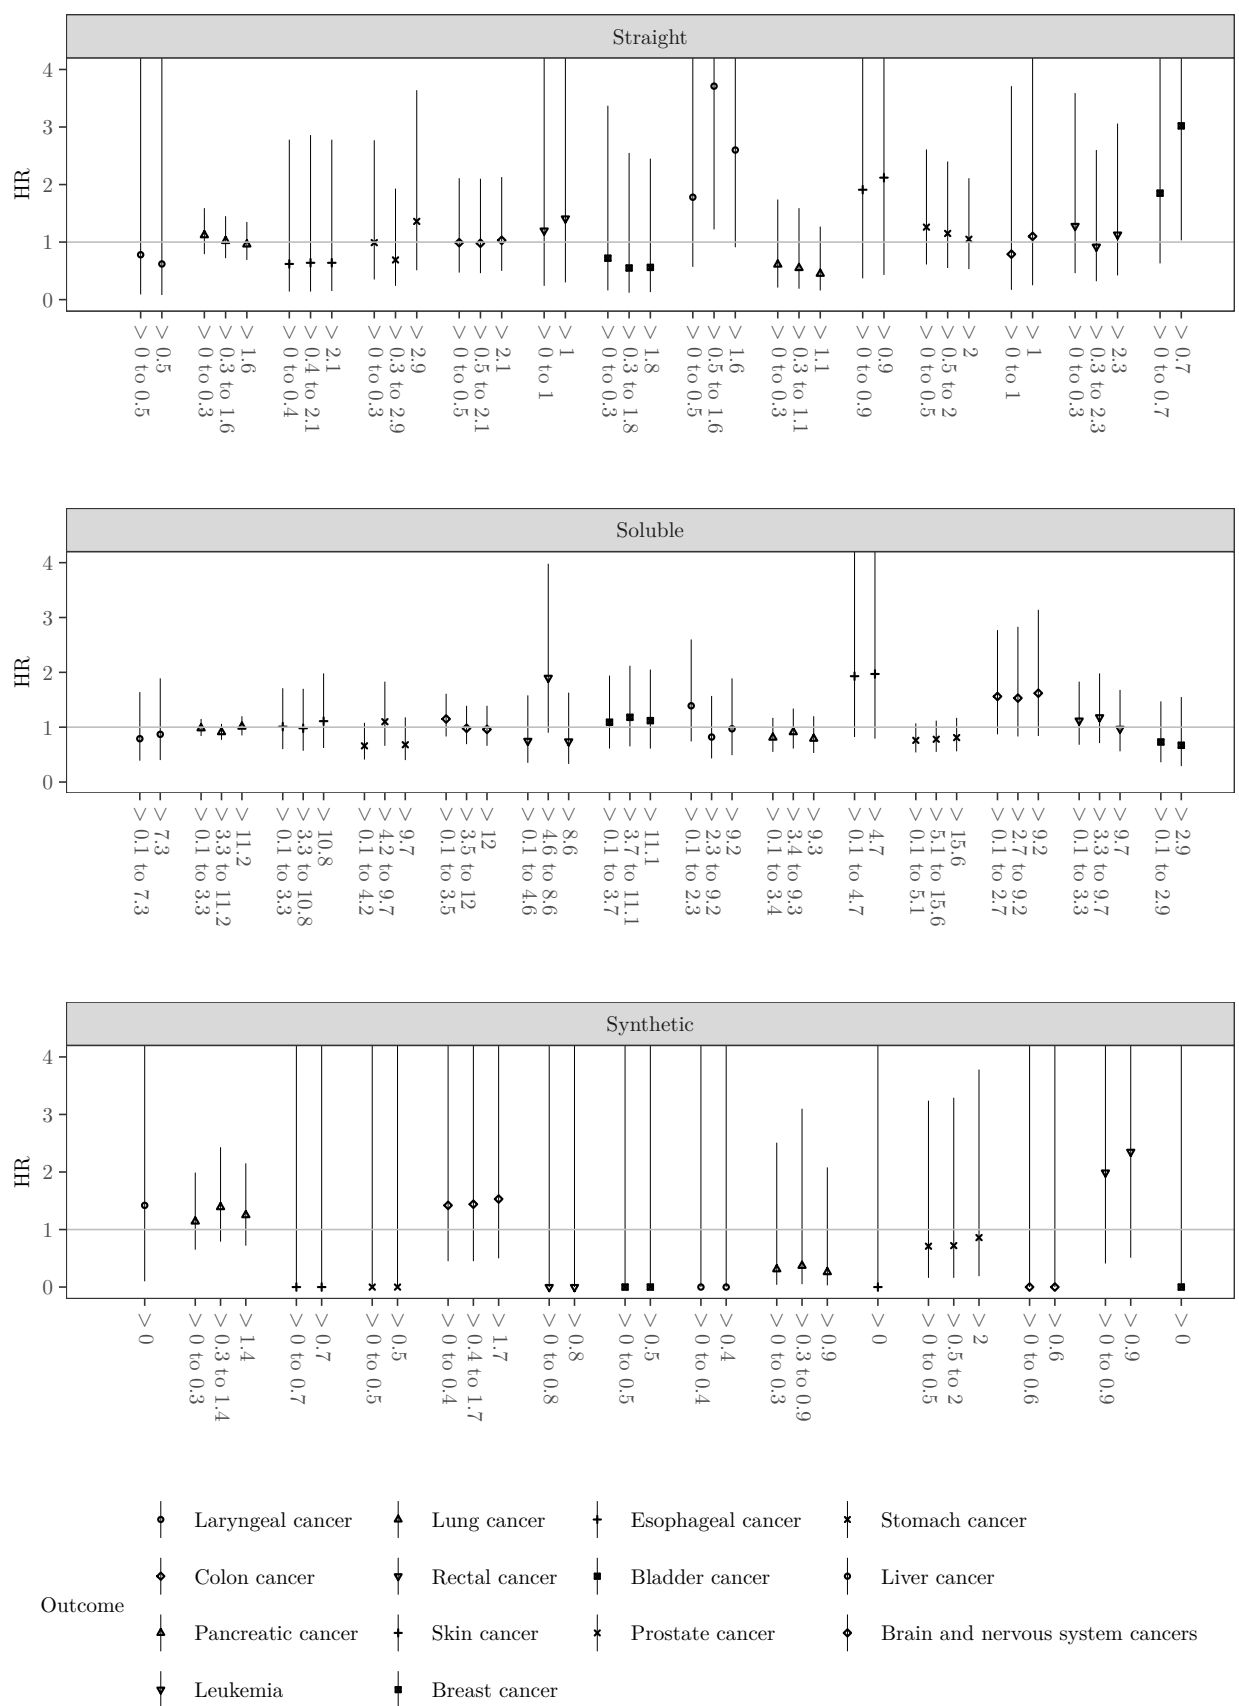 Straight
4
3
2
1
0
HR
> 0 to 0.5
> 0.5
> 0 to 0.3
> 0.3 to 1.6
> 1.6
> 0 to 0.4
> 0.4 to 2.1
> 2.1
> 0 to 0.3
> 0.3 to 2.9
> 2.9
> 0 to 0.5
> 0.5 to 2.1
> 2.1
> 0 to 1
> 1
> 0 to 0.3
> 0.3 to 1.8
> 1.8
> 0 to 0.5
> 0.5 to 1.6
> 1.6
> 0 to 0.3
> 0.3 to 1.1
> 1.1
> 0 to 0.9
> 0.9
> 0 to 0.5
> 0.5 to 2
> 2
> 0 to 1
> 1
> 0 to 0.3
> 0.3 to 2.3
> 2.3
> 0 to 0.7
> 0.7
Soluble
4
3
2
1
0
HR
> 0.1 to 7.3
> 7.3
> 0.1 to 3.3
> 3.3 to 11.2
> 11.2
> 0.1 to 3.3
> 3.3 to 10.8
> 10.8
> 0.1 to 4.2
> 4.2 to 9.7
> 9.7
> 0.1 to 3.5
> 3.5 to 12
> 12
> 0.1 to 4.6
> 4.6 to 8.6
> 8.6
> 0.1 to 3.7
> 3.7 to 11.1
> 11.1
> 0.1 to 2.3
> 2.3 to 9.2
> 9.2
> 0.1 to 3.4
> 3.4 to 9.3
> 9.3
> 0.1 to 4.7
> 4.7
> 0.1 to 5.1
> 5.1 to 15.6
> 15.6
> 0.1 to 2.7
> 2.7 to 9.2
> 9.2
> 0.1 to 3.3
> 3.3 to 9.7
> 9.7
> 0.1 to 2.9
> 2.9
Synthetic
4
3
2
1
0
HR
> 0
> 0 to 0.3
> 0.3 to 1.4
> 1.4
> 0 to 0.7
> 0.7
> 0 to 0.5
> 0.5
> 0 to 0.4
> 0.4 to 1.7
> 1.7
> 0 to 0.8
> 0.8
> 0 to 0.5
> 0.5
> 0 to 0.4
> 0.4
> 0 to 0.3
> 0.3 to 0.9
> 0.9
> 0
> 0 to 0.5
> 0.5 to 2
> 2
> 0 to 0.6
> 0.6
> 0 to 0.9
> 0.9
> 0
Outcome
Laryngeal cancer Lung cancer Esophageal cancer Stomach cancer
Colon cancer Rectal cancer Bladder cancer Liver cancer
Pancreatic cancer Skin cancer Prostate cancer Brain and nervous system cancers
Leukemia Breast cancer